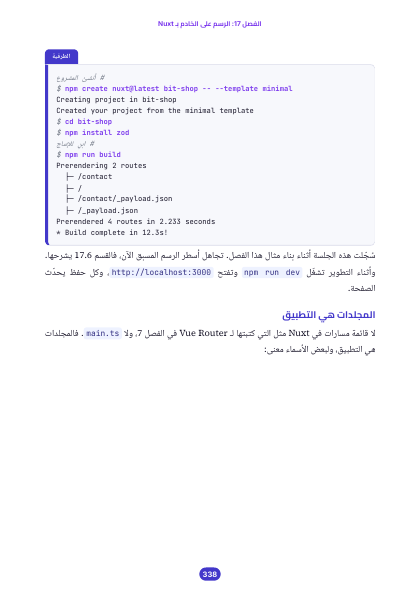 الفصل 17: الرسم على الخادم بـ Nuxt
الطرفية
# أنشئ المشروع
$ npm create nuxt@latest bit-shop -- --template minimal
Creating project in bit-shop
Created your project from the minimal template
$ cd bit-shop
$ npm install zod
# ابنِ للإنتاج
$ npm run build
Prerendering 2 routes
├─ /contact
├─ /
├─ /contact/_payload.json
├─ /_payload.json
Prerendered 4 routes in 2.233 seconds
* Build complete in 12.3s!
سُجّلت هذه الجلسة أثناء بناء مثال هذا الفصل. تجاهل أسطر الرسم المسبق الآن، فالقسم 17.6 يشرحها.
وأثناء التطوير تشغّل npm run dev وتفتح http://localhost:3000، وكل حفظ يحدّث
الصفحة.
المجلدات هي التطبيق
لا قائمة مسارات في Nuxt مثل التي كتبتها لـ Vue Router في الفصل 7، ولا main.ts. فالمجلدات
هي التطبيق، ولبعض الأسماء معنى:
338